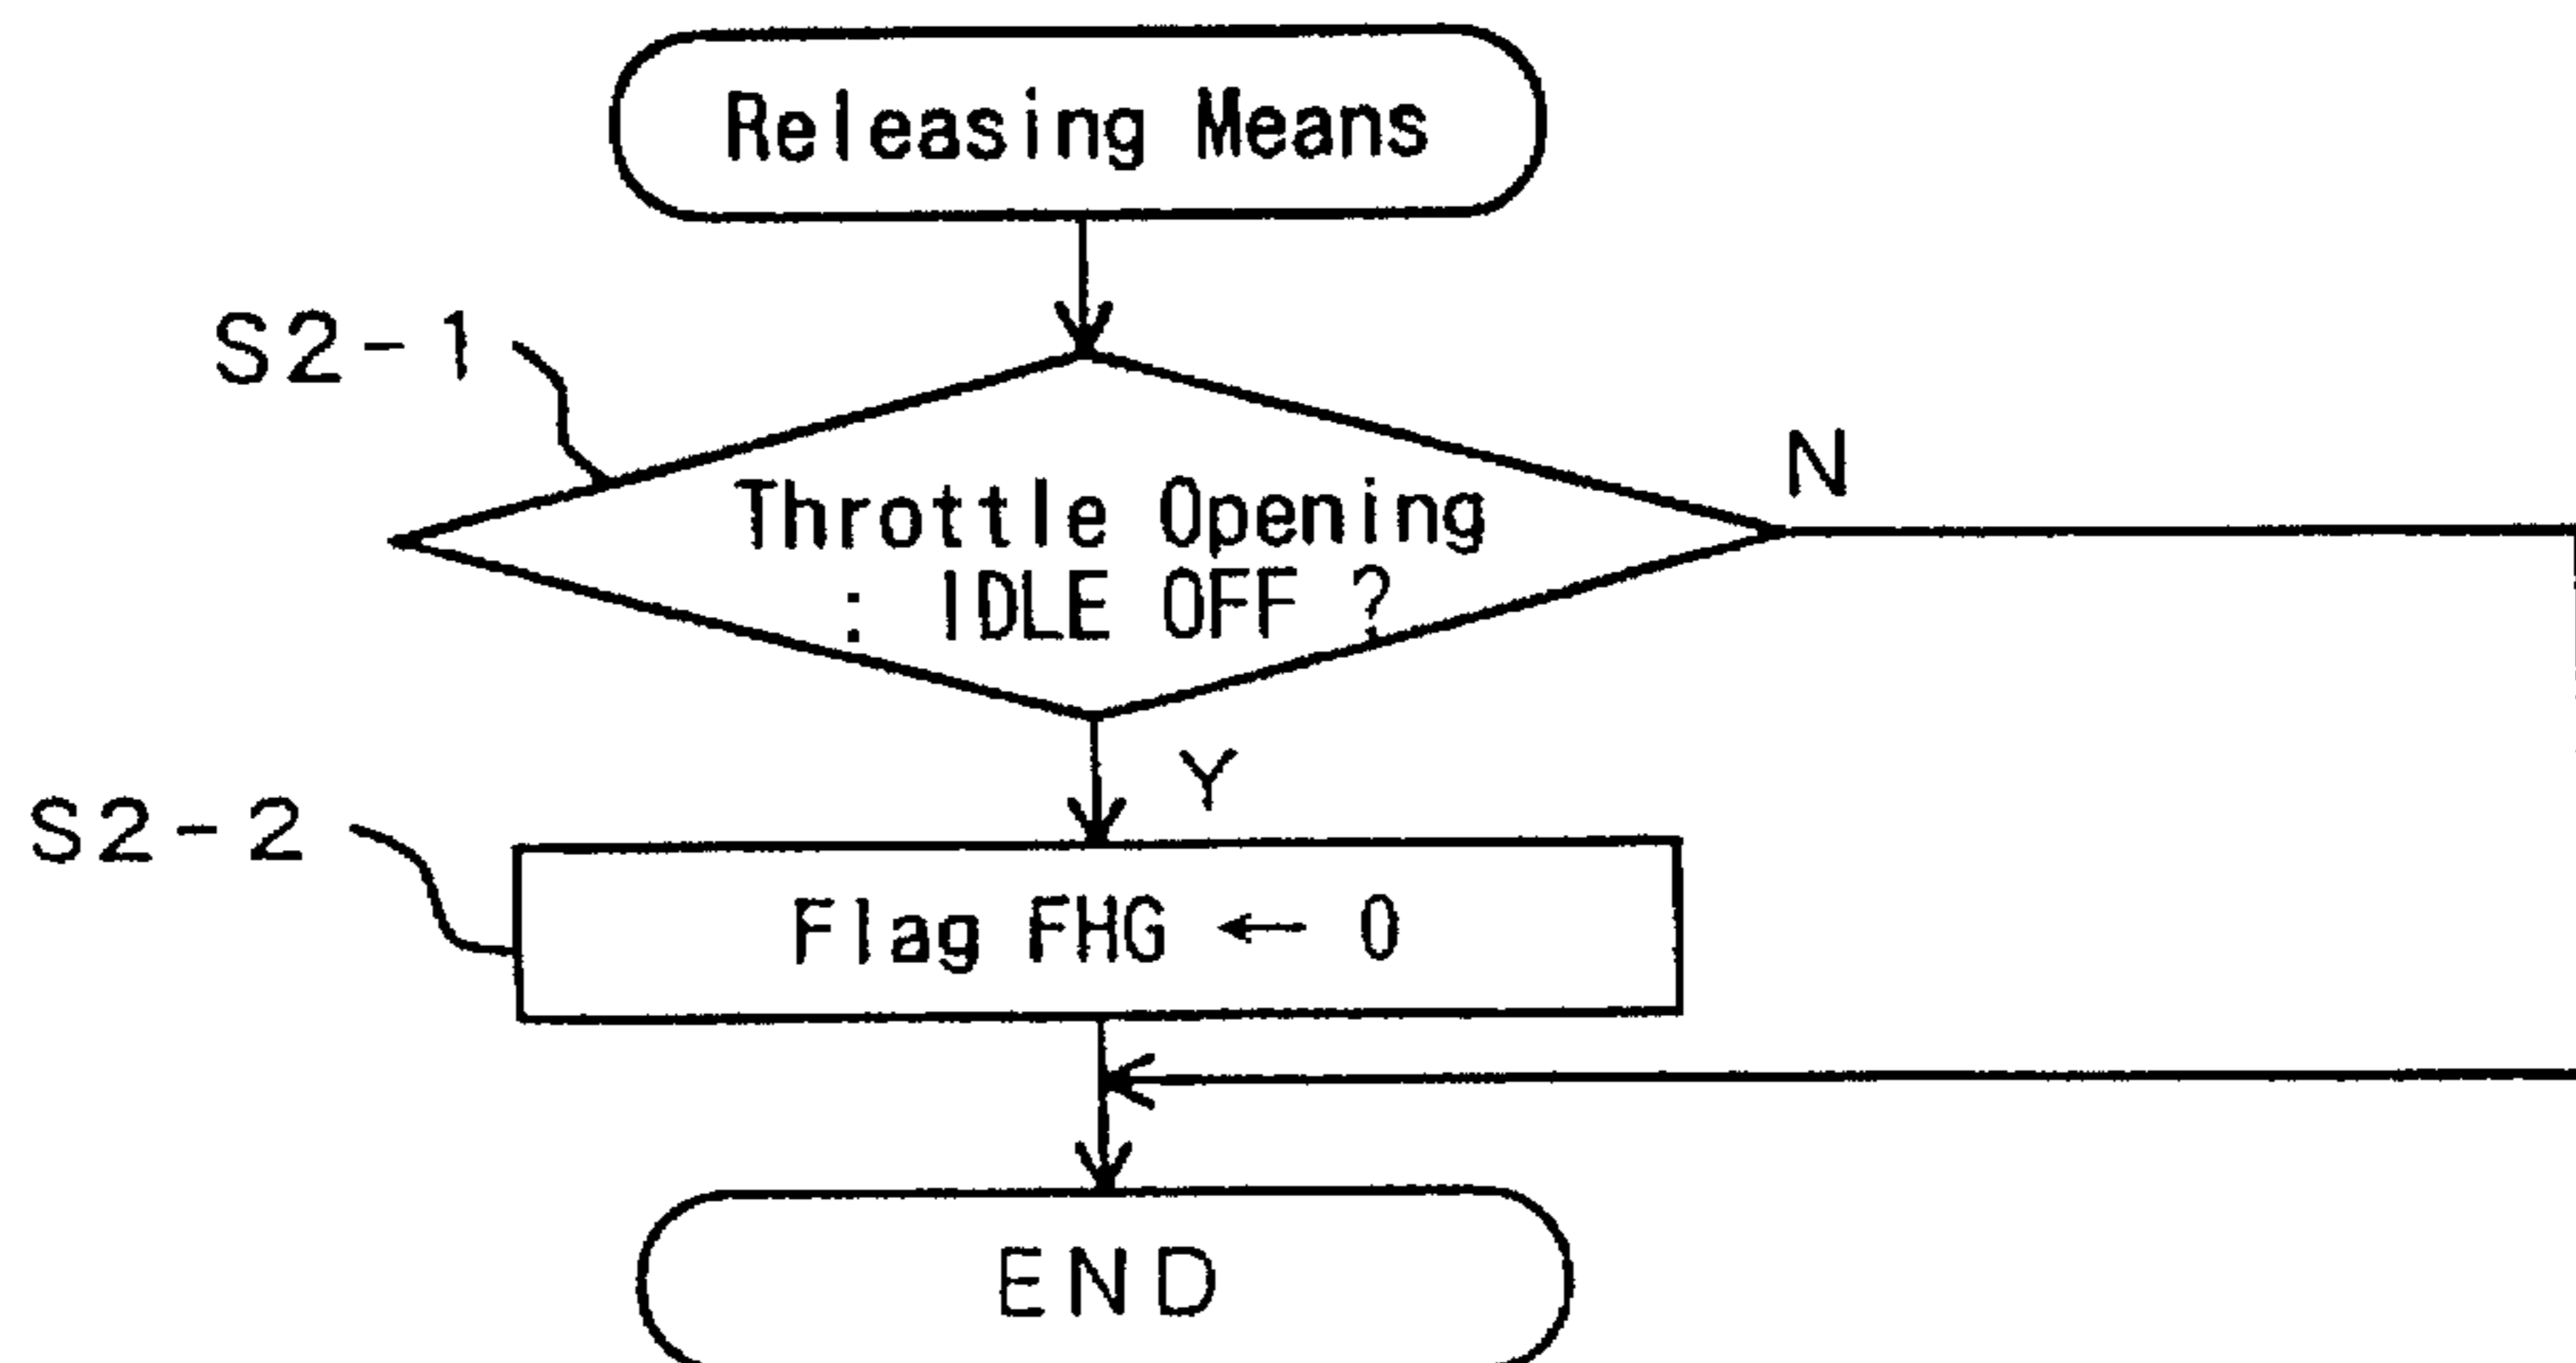 Releasing Means
S2-1
Throttle Opening
: IDLE OFF ?
N
Y
S2-2
Flag FHG ← 0
END